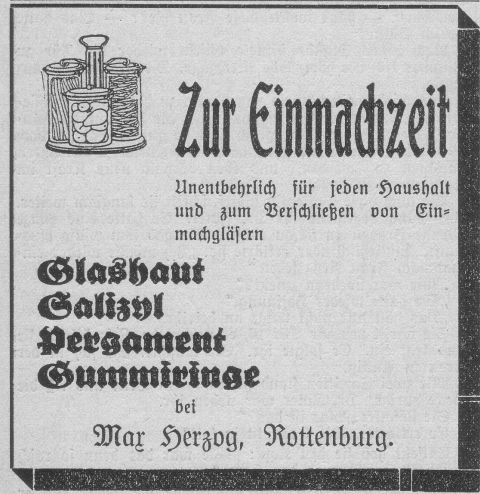 Zur Einmachzeit
Unentbehrlich für jeden Haushalt
und zum Verschließen von Ein-
machgläsern
Glashaut
Salizyl
Pergament
Gummiringe
bei
Max Herzog, Rottenburg.